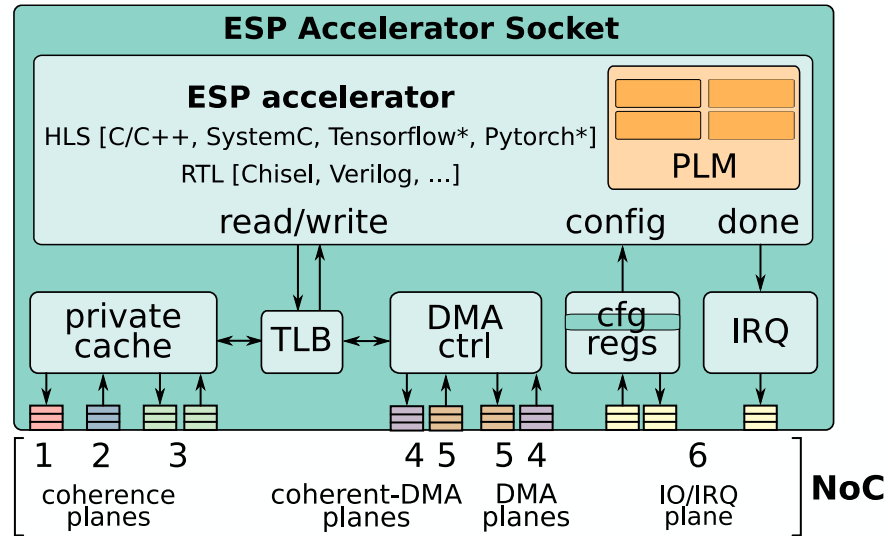 ESP Accelerator Socket
ESP accelerator
HLS [C/C++, SystemC, Tensorflow*, Pytorch*]
RTL [Chisel, Verilog, ...]
PLM
read/write
config
done
private
cache
TLB
DMA
ctrl
cfg
regs
IRQ
1 2 3 4 5 5 4 6
coherence
planes
coherent-DMA
planes
DMA
planes
IO/IRQ
plane
NoC